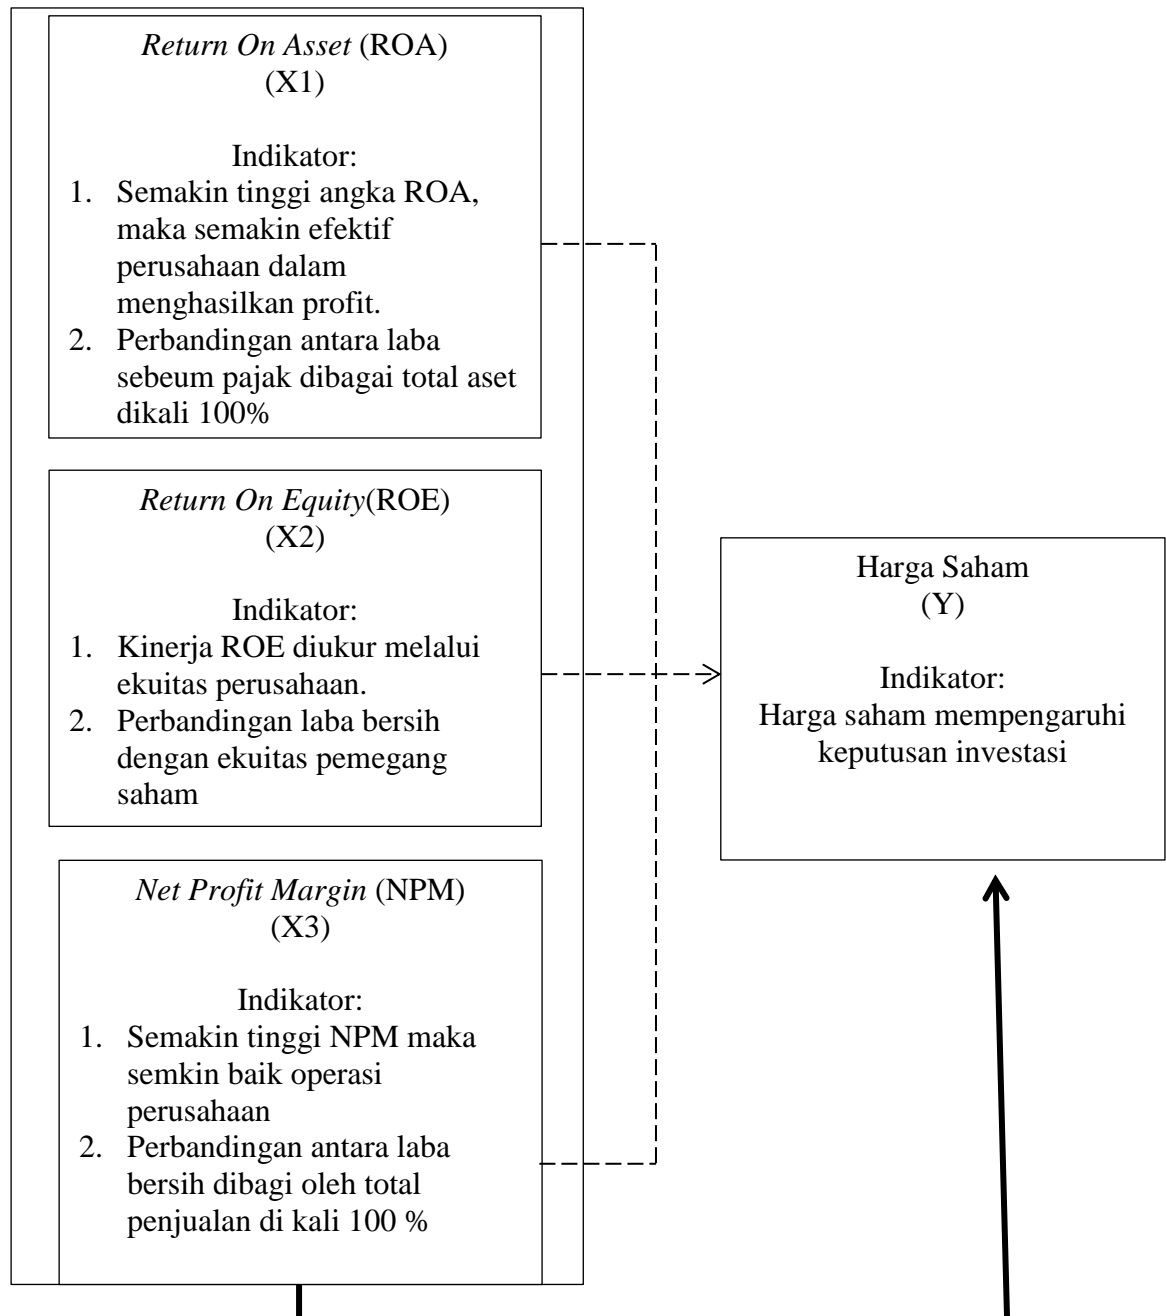 Return On Asset (ROA)
(X1)
Indikator:
1. Semakin tinggi angka ROA,
maka semakin efektif
perusahaan dalam
menghasilkan profit.
2. Perbandingan antara laba
sebeum pajak dibagai total aset
dikali 100%
Return On Equity(ROE)
(X2)
Indikator:
1. Kinerja ROE diukur melalui
ekuitas perusahaan.
2. Perbandingan laba bersih
dengan ekuitas pemegang
saham
Net Profit Margin (NPM)
(X3)
Indikator:
1. Semakin tinggi NPM maka
semkin baik operasi
perusahaan
2. Perbandingan antara laba
bersih dibagi oleh total
penjualan di kali 100 %
Harga Saham
(Y)
Indikator:
Harga saham mempengaruhi
keputusan investasi